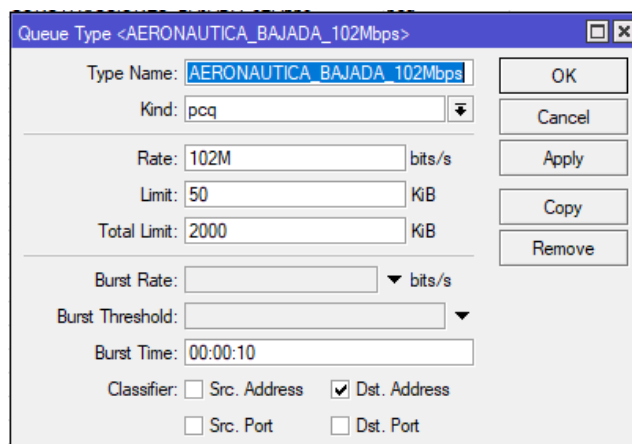 Queue Type <AERONAUTICA_BAJADA_102Mbps>
Type Name: AERONAUTICA_BAJADA_102Mbps
OK
Kind: pcq
Cancel
Rate: 102M bits/s
Apply
Limit: 50 KiB
Copy
Total Limit: 2000 KiB
Remove
Burst Rate: bits/s
Burst Threshold:
Burst Time: 00:00:10
Classifier: Src. Address Dst. Address
Src. Port Dst. Port